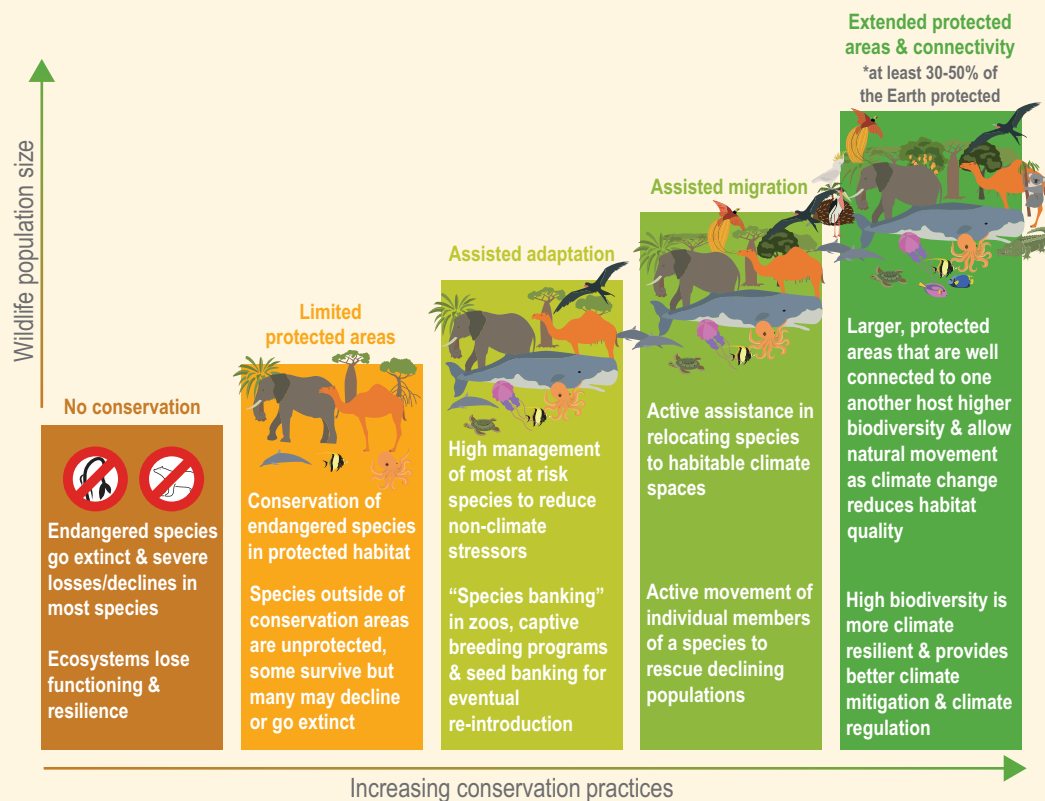 Wildlife population size
No conservation
Endangered species
go extinct & severe
losses/declines in
most species
Ecosystems lose
functioning &
resilience
Limited
protected areas
Conservation of
endangered species
in protected habitat
Species outside of
conservation areas
are unprotected,
some survive but
many may decline
or go extinct
Assisted adaptation
High management
of most at risk
species to reduce
non-climate
stressors
“Species banking”
in zoos, captive
breeding programs
& seed banking for
eventual
re-introduction
Assisted migration
Active assistance in
relocating species
to habitable climate
spaces
Active movement of
individual members
of a species to
rescue declining
populations
Extended protected
areas & connectivity
*at least 30-50% of
the Earth protected
Larger, protected
areas that are well
connected to one
another host higher
biodiversity & allow
natural movement
as climate change
reduces habitat
quality
High biodiversity is
more climate
resilient & provides
better climate
mitigation & climate
regulation
Increasing conservation practices